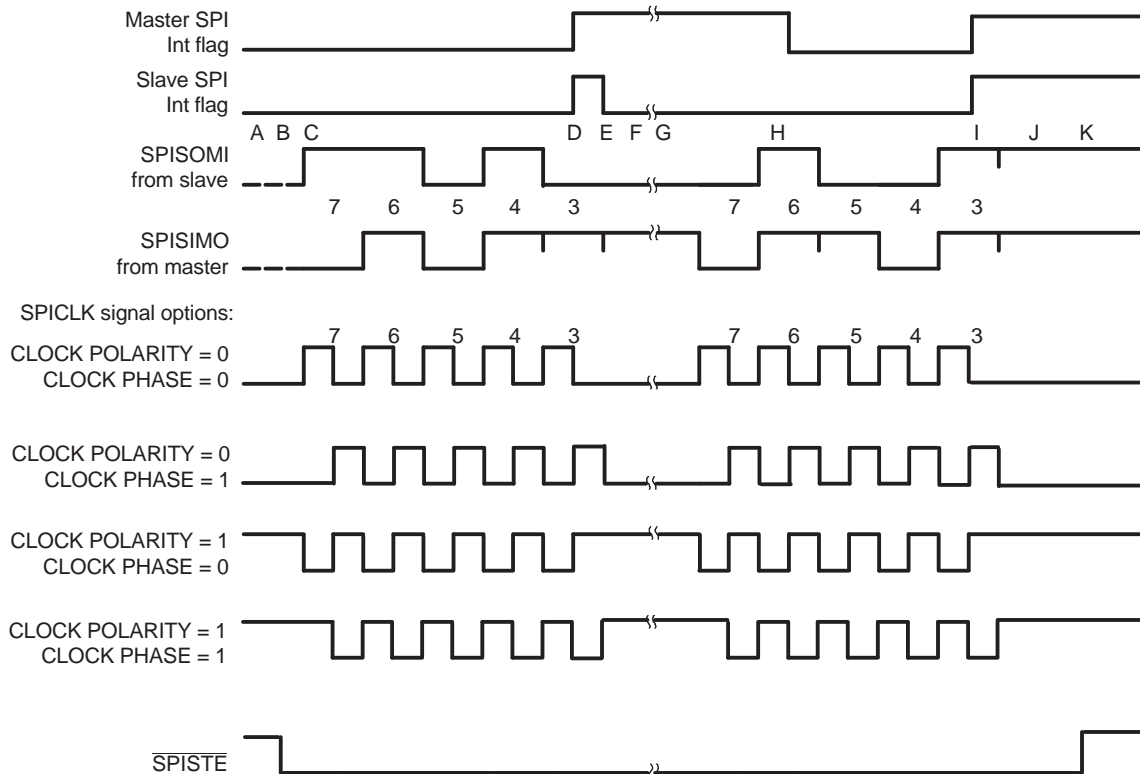 Master SPI
Int flag
Slave SPI
Int flag
A B C D E F G H I J K
SPISOMI
from slave
7 6 5 4 3 7 6 5 4 3
SPISIMO
from master
SPICLK signal options:
7 6 5 4 3 7 6 5 4 3
CLOCK POLARITY = 0
CLOCK PHASE = 0
CLOCK POLARITY = 0
CLOCK PHASE = 1
CLOCK POLARITY = 1
CLOCK PHASE = 0
CLOCK POLARITY = 1
CLOCK PHASE = 1
SPISTE